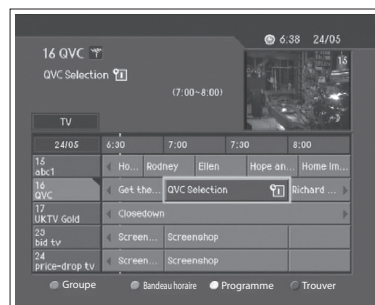 6:38 24/05
16 QVC
QVC Selection
(7:00~8:00)
16
TV
24/05 6:30 7:00 7:30 8:00
15 abc1 Ho... Rodney Ellen Hope an... Home Im...
16 QVC Get the... QVC Selection Richard ...
17 UKTV Gold Closedown
23 bid tv Screen... Screenshop
24 price-drop tv Screen... Screenshop
Groupe Bandeau horaire Programme Trouver